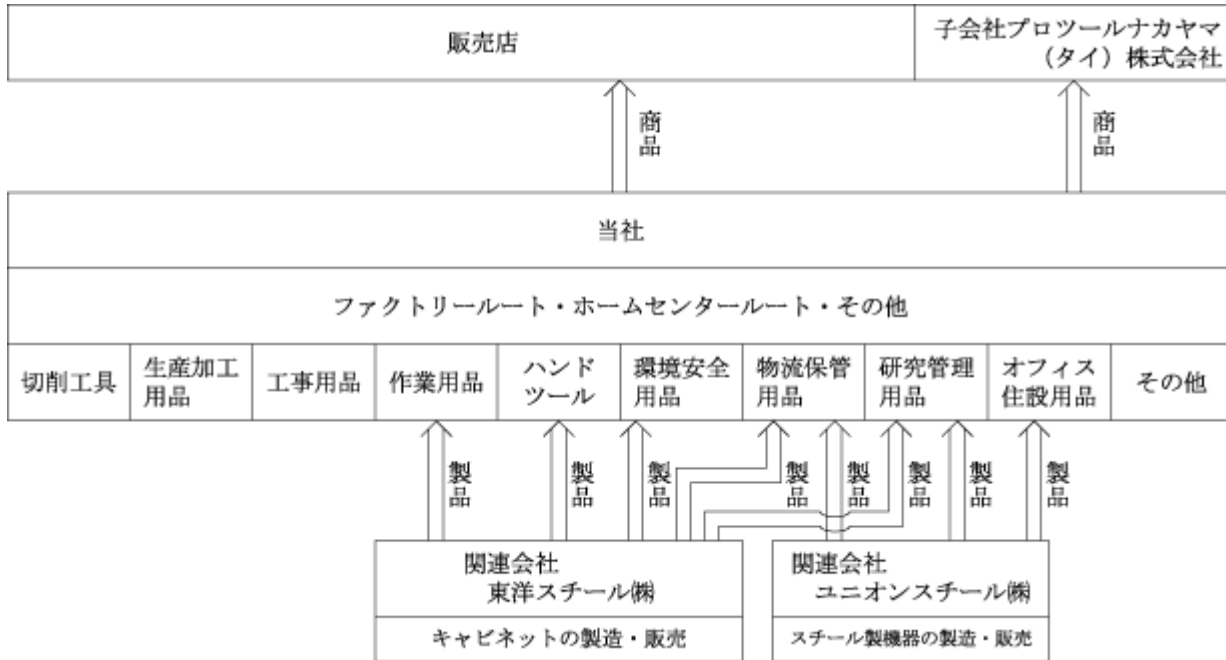 販売店
子会社プロツールナカヤマ
（タイ）株式会社
商品
商品
当社
ファクトリールート・ホームセンタールート・その他
切削工具
生産加工
用品
工事用品
作業用品
ハンド
ツール
環境安全
用品
物流保管
用品
研究管理
用品
オフィス
住設用品
その他
製品
製品
製品
製品
製品
製品
製品
製品
関連会社
東洋スチール㈱
キャビネットの製造・販売
関連会社
ユニオンスチール㈱
スチール製機器の製造・販売